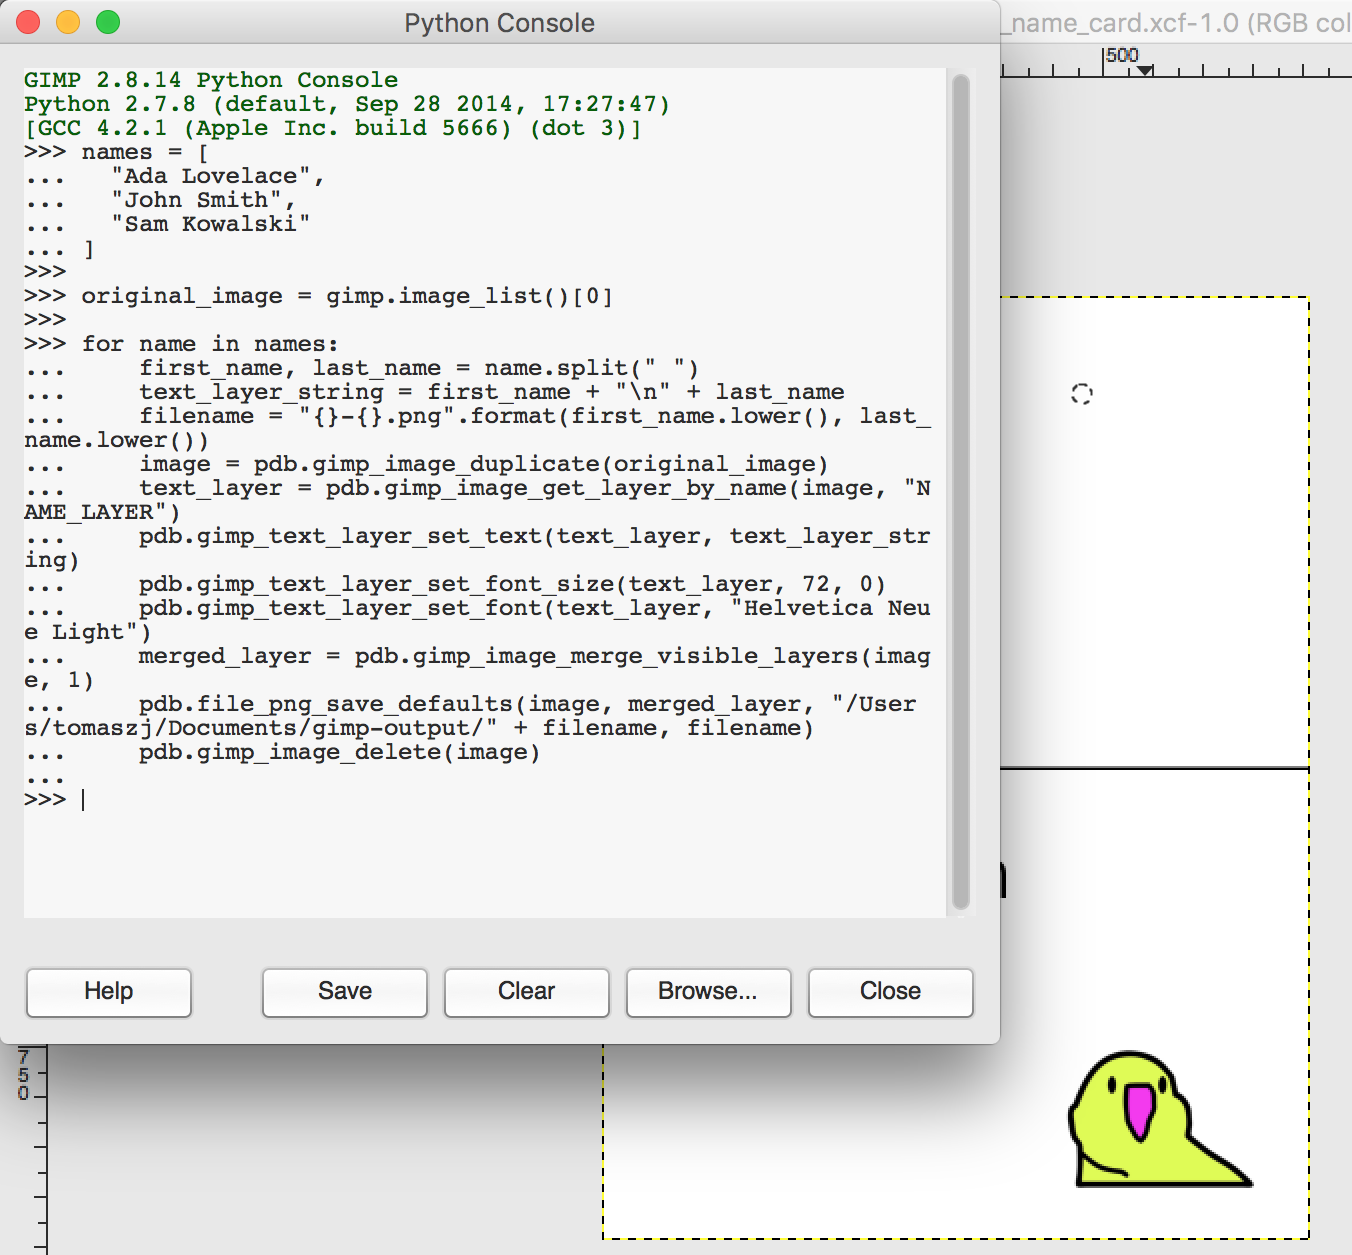 Python Console
_name_card.xcf-1.0 (RGB col
500
GIMP 2.8.14 Python Console
Python 2.7.8 (default, Sep 28 2014, 17:27:47)
[GCC 4.2.1 (Apple Inc. build 5666) (dot 3)]
>>> names = [
...   "Ada Lovelace",
...   "John Smith",
...   "Sam Kowalski"
... ]
>>>
>>> original_image = gimp.image_list()[0]
>>>
>>> for name in names:
...     first_name, last_name = name.split(" ")
...     text_layer_string = first_name + "\n" + last_name
...     filename = "{}-{}.png".format(first_name.lower(), last_
name.lower())
...     image = pdb.gimp_image_duplicate(original_image)
...     text_layer = pdb.gimp_image_get_layer_by_name(image, "N
AME_LAYER")
...     pdb.gimp_text_layer_set_text(text_layer, text_layer_str
ing)
...     pdb.gimp_text_layer_set_font_size(text_layer, 72, 0)
...     pdb.gimp_text_layer_set_font(text_layer, "Helvetica Neu
e Light")
...     merged_layer = pdb.gimp_image_merge_visible_layers(imag
e, 1)
...     pdb.file_png_save_defaults(image, merged_layer, "/User
s/tomaszj/Documents/gimp-output/" + filename, filename)
...     pdb.gimp_image_delete(image)
...
>>>
Help
Save
Clear
Browse...
Close
750